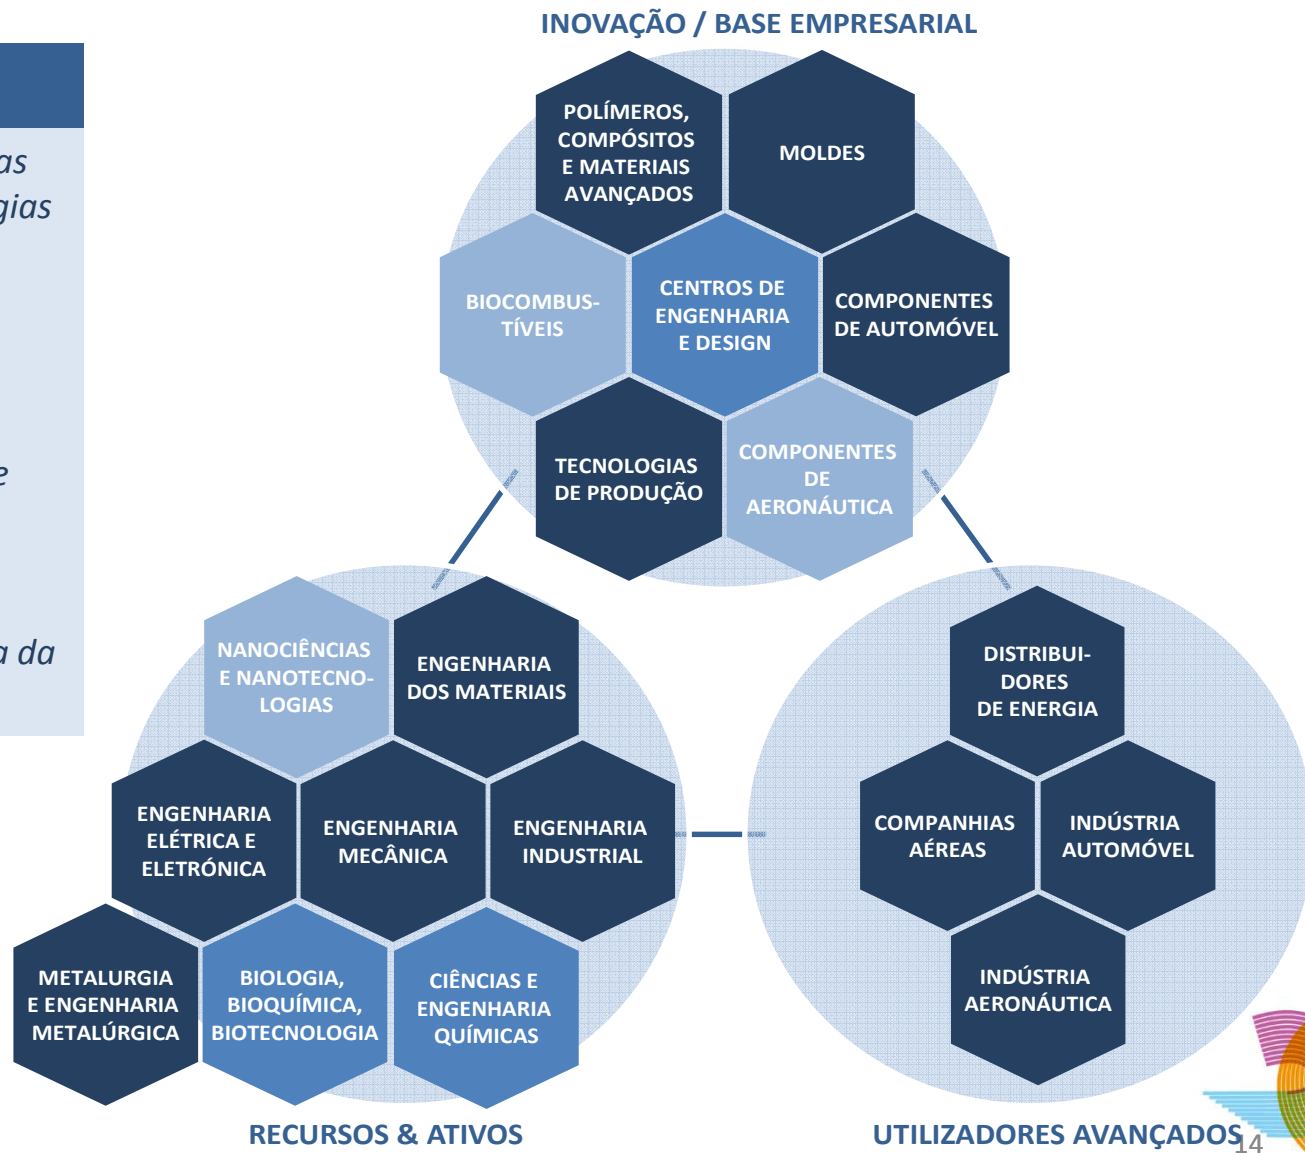 INOVAÇÃO / BASE EMPRESARIAL
as
gias
e
a da
POLÍMEROS,
COMPÓSITOS
E MATERIAIS
AVANÇADOS
MOLDES
BIOCOMBUS-
TÍVEIS
CENTROS DE
ENGENHARIA
E DESIGN
COMPONENTES
DE AUTOMÓVEL
TECNOLOGIAS
DE PRODUÇÃO
COMPONENTES
DE
AERONÁUTICA
NANOCIÊNCIAS
E NANOTECNO-
LOGIAS
ENGENHARIA
DOS MATERIAIS
ENGENHARIA
ELÉTRICA E
ELETRÓNICA
ENGENHARIA
MECÂNICA
ENGENHARIA
INDUSTRIAL
METALURGIA
E ENGENHARIA
METALÚRGICA
BIOLOGIA,
BIOQUÍMICA,
BIOTECNOLOGIA
CIÊNCIAS E
ENGENHARIA
QUÍMICAS
RECURSOS & ATIVOS
DISTRIBUI-
DORES
DE ENERGIA
COMPANHIAS
AÉREAS
INDÚSTRIA
AUTOMÓVEL
INDÚSTRIA
AERONÁUTICA
UTILIZADORES AVANÇADOS
14